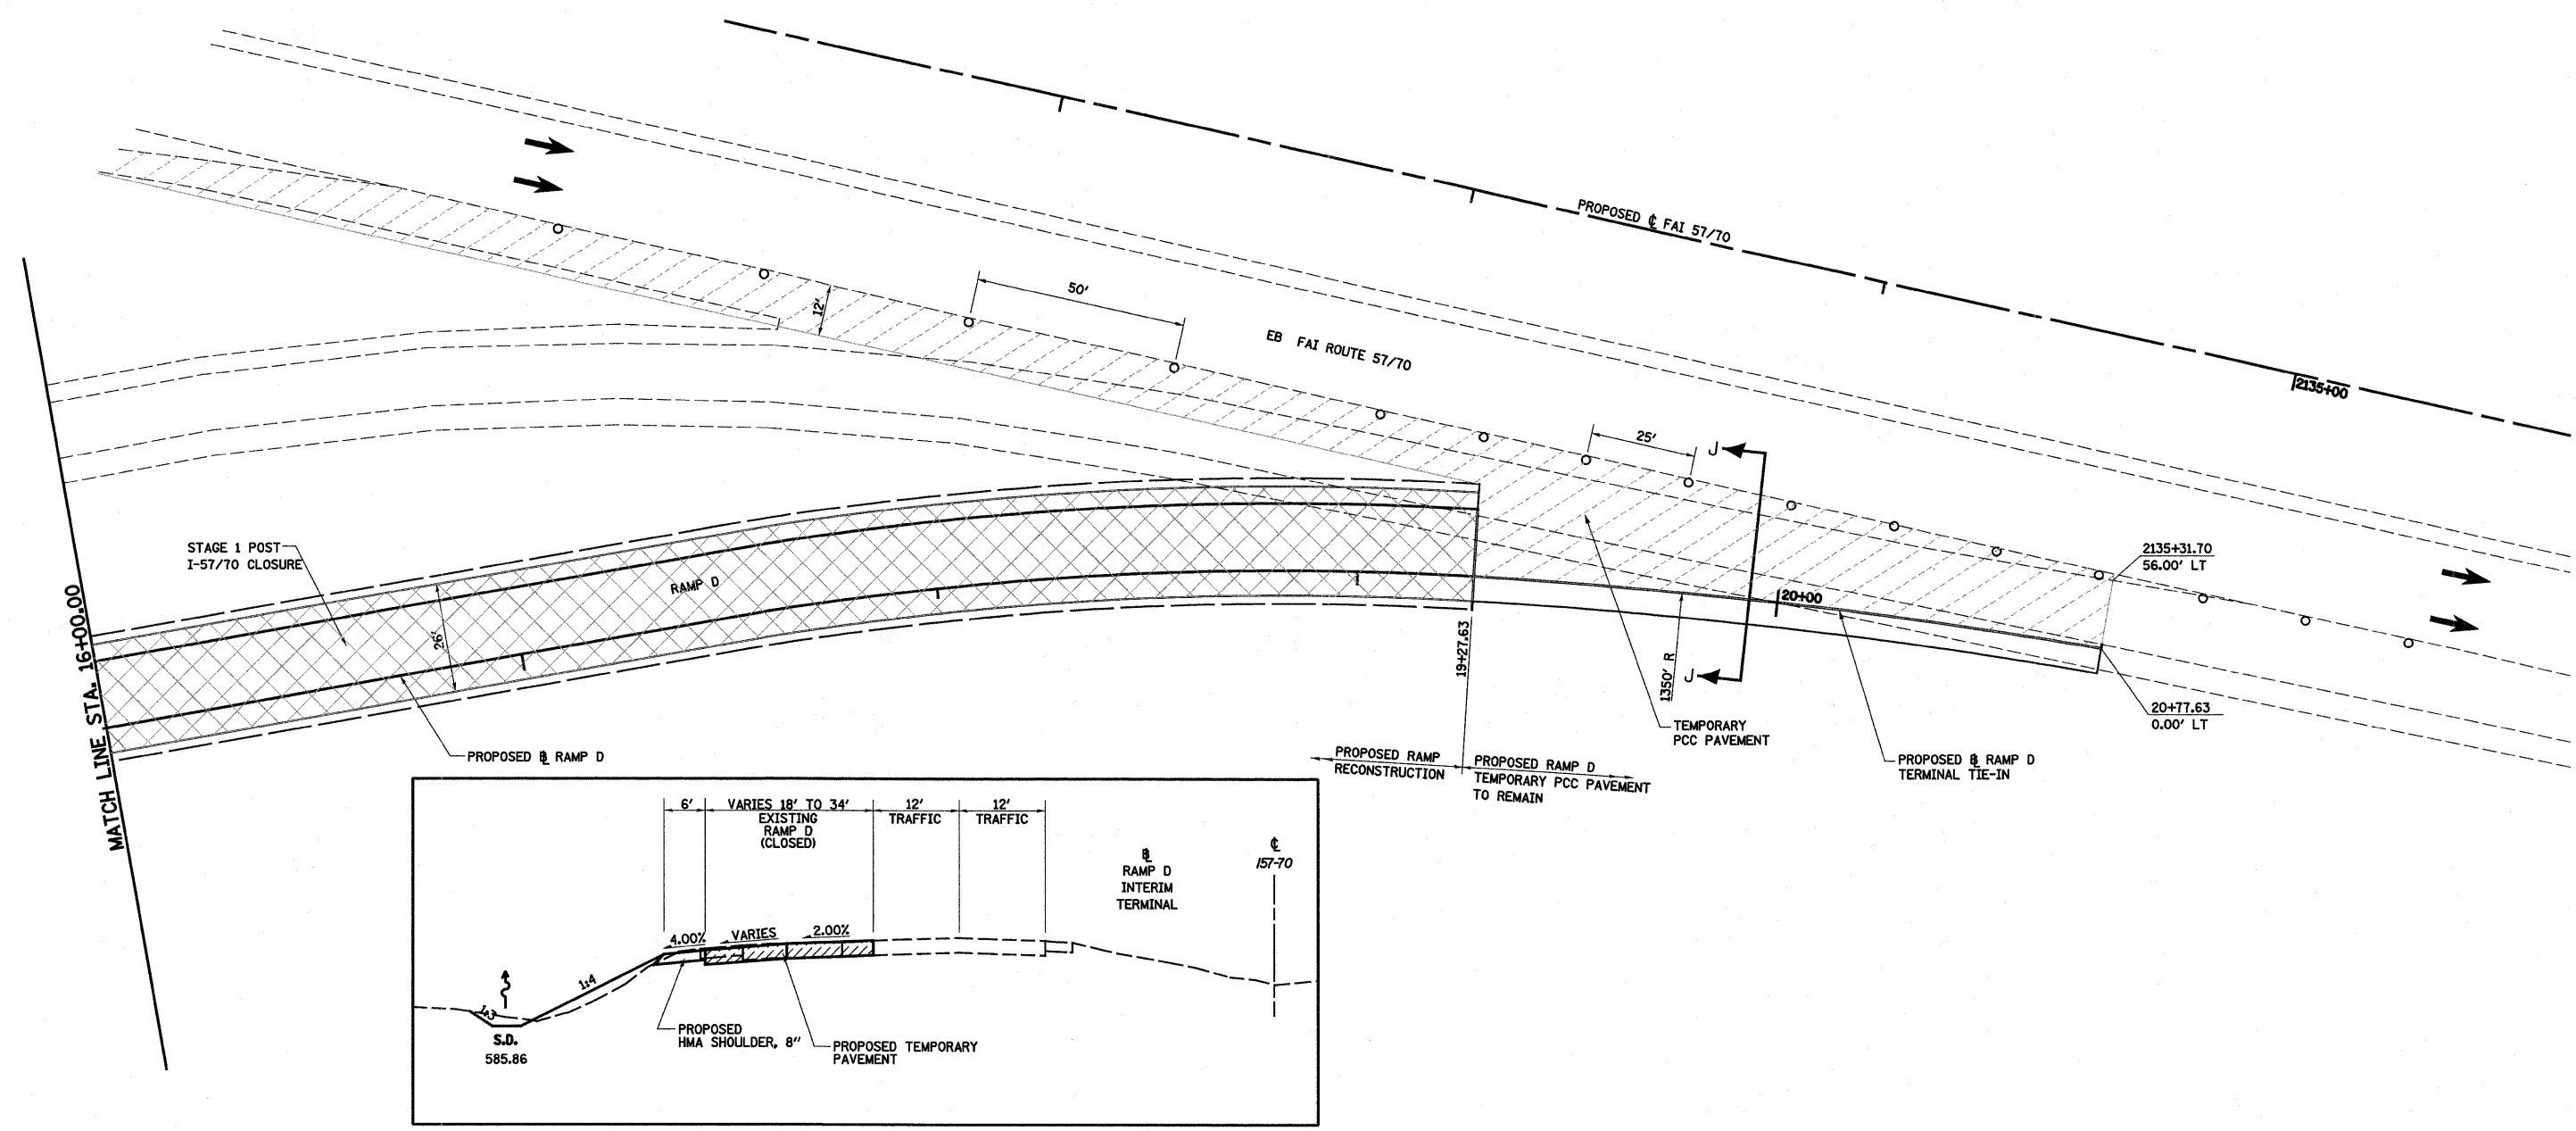 PROPOSED ℄ FAI 57/70
2135+00
50'
12'
EB FAI ROUTE 57/70
25'
J
J
STAGE 1 POST
I-57/70 CLOSURE
RAMP D
26'
MATCH LINE STA. 16+00.00
PROPOSED ⅊ RAMP D
19+27.63
1350' R
20+00
2135+31.70
56.00' LT
20+77.63
0.00' LT
TEMPORARY
PCC PAVEMENT
PROPOSED RAMP
RECONSTRUCTION
PROPOSED RAMP D
TEMPORARY PCC PAVEMENT
TO REMAIN
PROPOSED ⅊ RAMP D
TERMINAL TIE-IN
6'
VARIES 18' TO 34'
EXISTING
RAMP D
(CLOSED)
12'
TRAFFIC
12'
TRAFFIC
⅊
RAMP D
INTERIM
TERMINAL
℄
157-70
4.00%
VARIES
2.00%
1:4
1:3
S.D.
585.86
PROPOSED
HMA SHOULDER, 8"
PROPOSED TEMPORARY
PAVEMENT